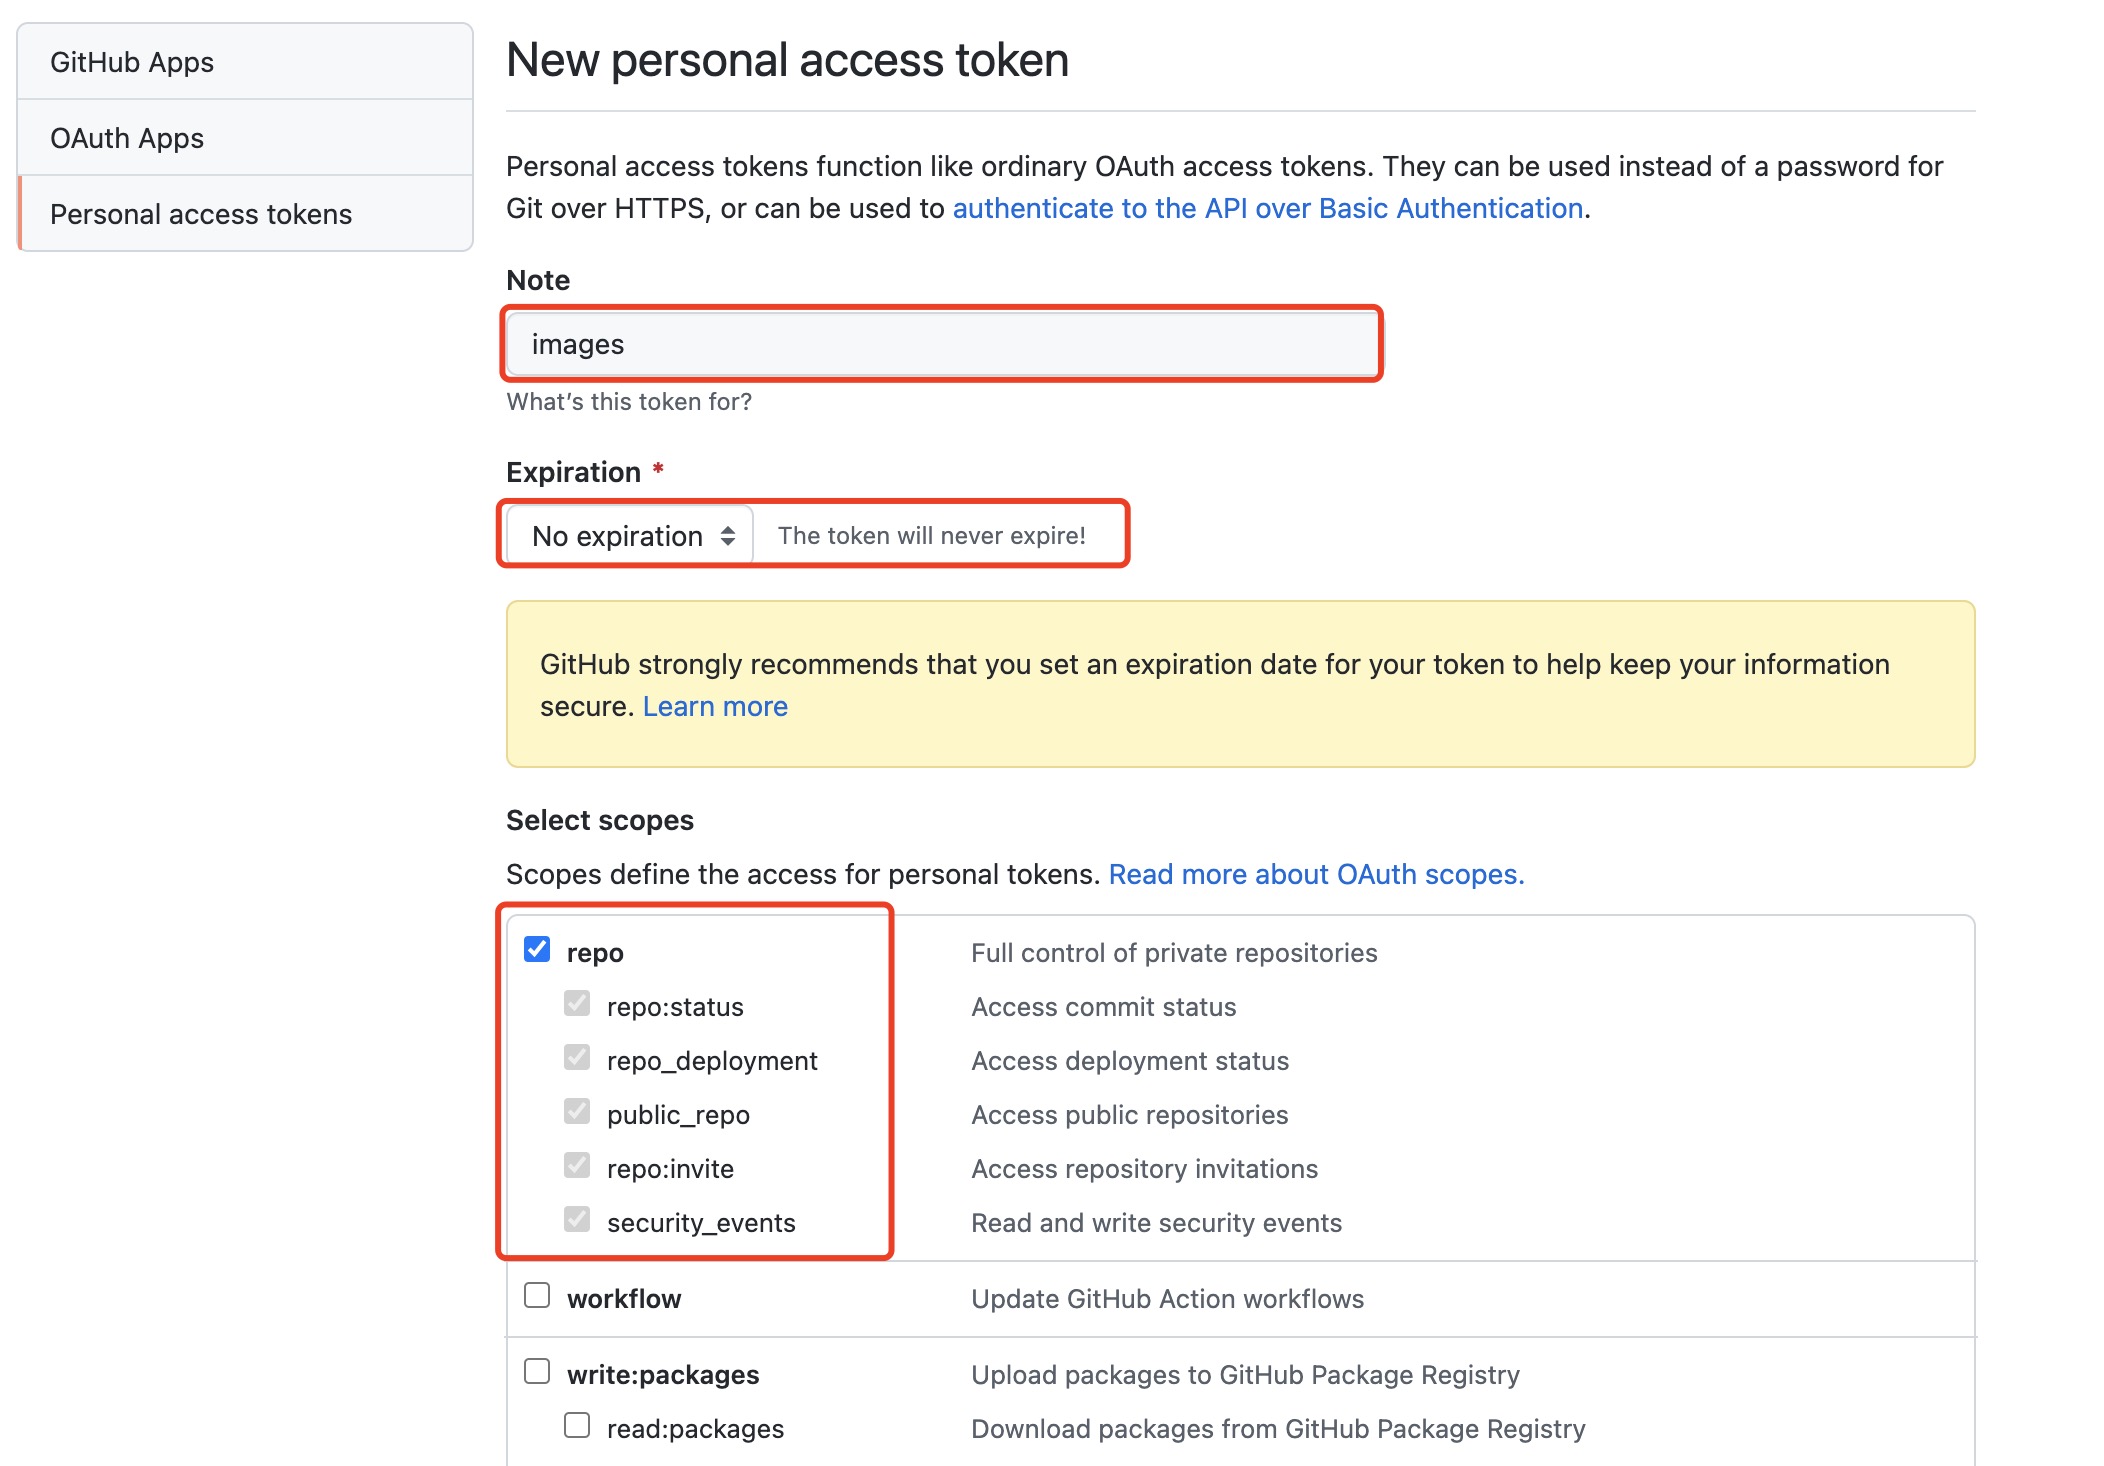 GitHub Apps
OAuth Apps
Personal access tokens
New personal access token
Personal access tokens function like ordinary OAuth access tokens. They can be used instead of a password for
Git over HTTPS, or can be used to authenticate to the API over Basic Authentication.
Note
images
What's this token for?
Expiration *
No expiration The token will never expire!
GitHub strongly recommends that you set an expiration date for your token to help keep your information
secure. Learn more
Select scopes
Scopes define the access for personal tokens. Read more about OAuth scopes.
repo Full control of private repositories
repo:status Access commit status
repo_deployment Access deployment status
public_repo Access public repositories
repo:invite Access repository invitations
security_events Read and write security events
workflow Update GitHub Action workflows
write:packages Upload packages to GitHub Package Registry
read:packages Download packages from GitHub Package Registry